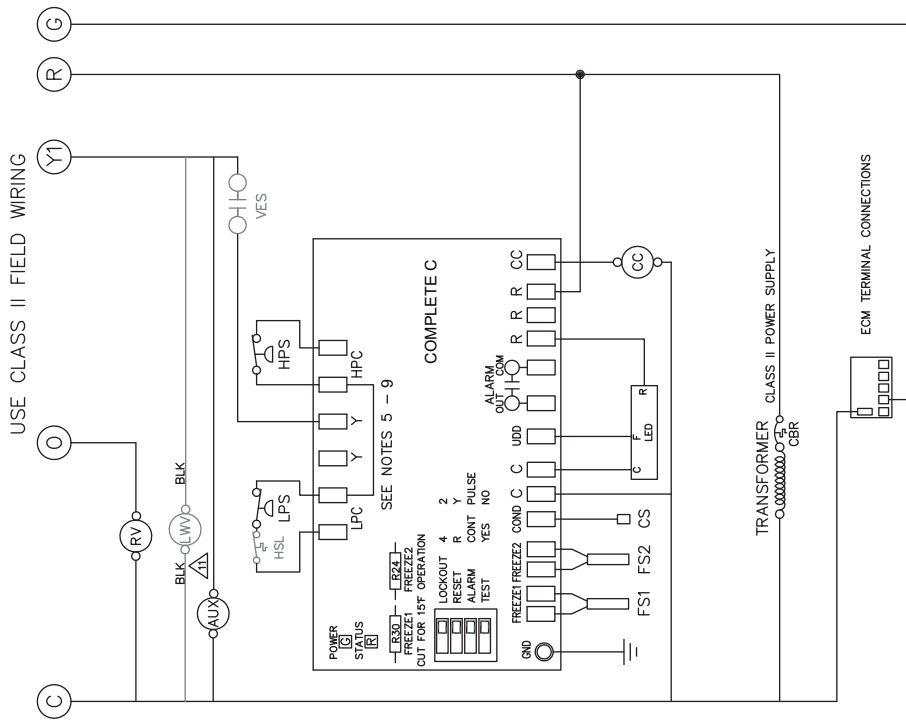 USE CLASS II FIELD WIRING
C
O
Y1
R
G
RV
BLK
LWV
BLK
11
AUX
VES
HSL
LPS
HPS
LPC
Y
Y
HPC
SEE NOTES 5 - 9
COMPLETE C
POWER
G
STATUS
R
R30
R24
FREEZE1
FREEZE2
CUT FOR 15°F OPERATION
LOCKOUT 4 2
RESET R Y
ALARM CONT PULSE
TEST YES NO
GND
FREEZE1
FREEZE2
COND
C
C
UDD
ALARM
OUT
COM
R
R
R
CC
FS1
FS2
CS
C
F
LED
R
CC
TRANSFORMER
CBR
CLASS II POWER SUPPLY
ECM TERMINAL CONNECTIONS